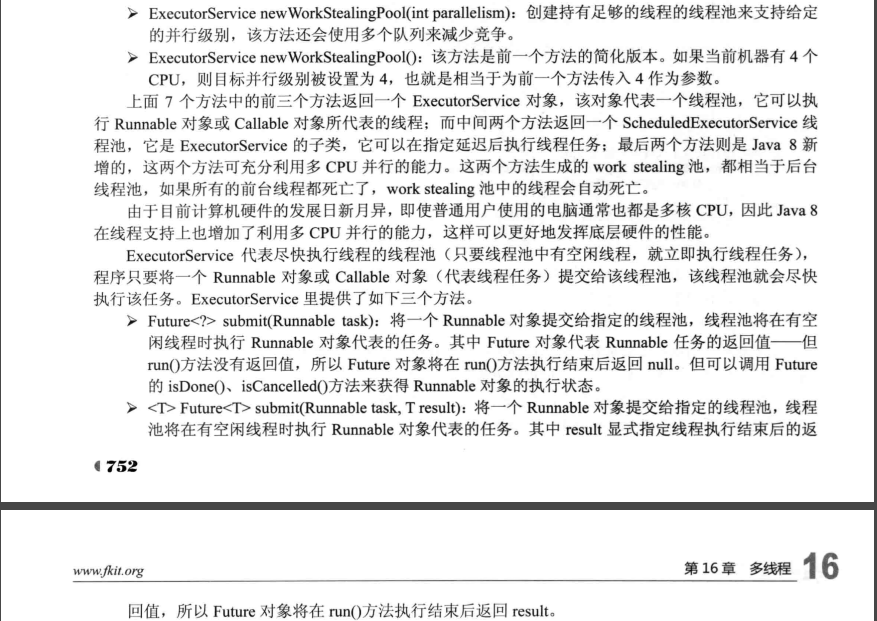 ➢ ExecutorService newWorkStealingPool(int parallelism)：创建持有足够的线程的线程池来支持给定
的并行级别，该方法还会使用多个队列来减少竞争。
➢ ExecutorService newWorkStealingPool()：该方法是前一个方法的简化版本。如果当前机器有 4 个
CPU，则目标并行级别被设置为 4，也就是相当于为前一个方法传入 4 作为参数。
上面 7 个方法中的前三个方法返回一个 ExecutorService 对象，该对象代表一个线程池，它可以执
行 Runnable 对象或 Callable 对象所代表的线程；而中间两个方法返回一个 ScheduledExecutorService 线
程池，它是 ExecutorService 的子类，它可以在指定延迟后执行线程任务；最后两个方法则是 Java 8 新
增的，这两个方法可充分利用多 CPU 并行的能力。这两个方法生成的 work stealing 池，都相当于后台
线程池，如果所有的前台线程都死亡了，work stealing 池中的线程会自动死亡。
由于目前计算机硬件的发展日新月异，即使普通用户使用的电脑通常也都是多核 CPU，因此 Java 8
在线程支持上也增加了利用多 CPU 并行的能力，这样可以更好地发挥底层硬件的性能。
ExecutorService 代表尽快执行线程的线程池（只要线程池中有空闲线程，就立即执行线程任务），
程序只要将一个 Runnable 对象或 Callable 对象（代表线程任务）提交给该线程池，该线程池就会尽快
执行该任务。ExecutorService 里提供了如下三个方法。
➢ Future<?> submit(Runnable task)：将一个 Runnable 对象提交给指定的线程池，线程池将在有空
闲线程时执行 Runnable 对象代表的任务。其中 Future 对象代表 Runnable 任务的返回值——但
run()方法没有返回值，所以 Future 对象将在 run()方法执行结束后返回 null。但可以调用 Future
的 isDone()、isCancelled()方法来获得 Runnable 对象的执行状态。
➢ <T> Future<T> submit(Runnable task, T result)：将一个 Runnable 对象提交给指定的线程池，线程
池将在有空闲线程时执行 Runnable 对象代表的任务。其中 result 显式指定线程执行结束后的返
752
www.fkit.org
第 16 章 多线程 16
回值，所以 Future 对象将在 run()方法执行结束后返回 result。